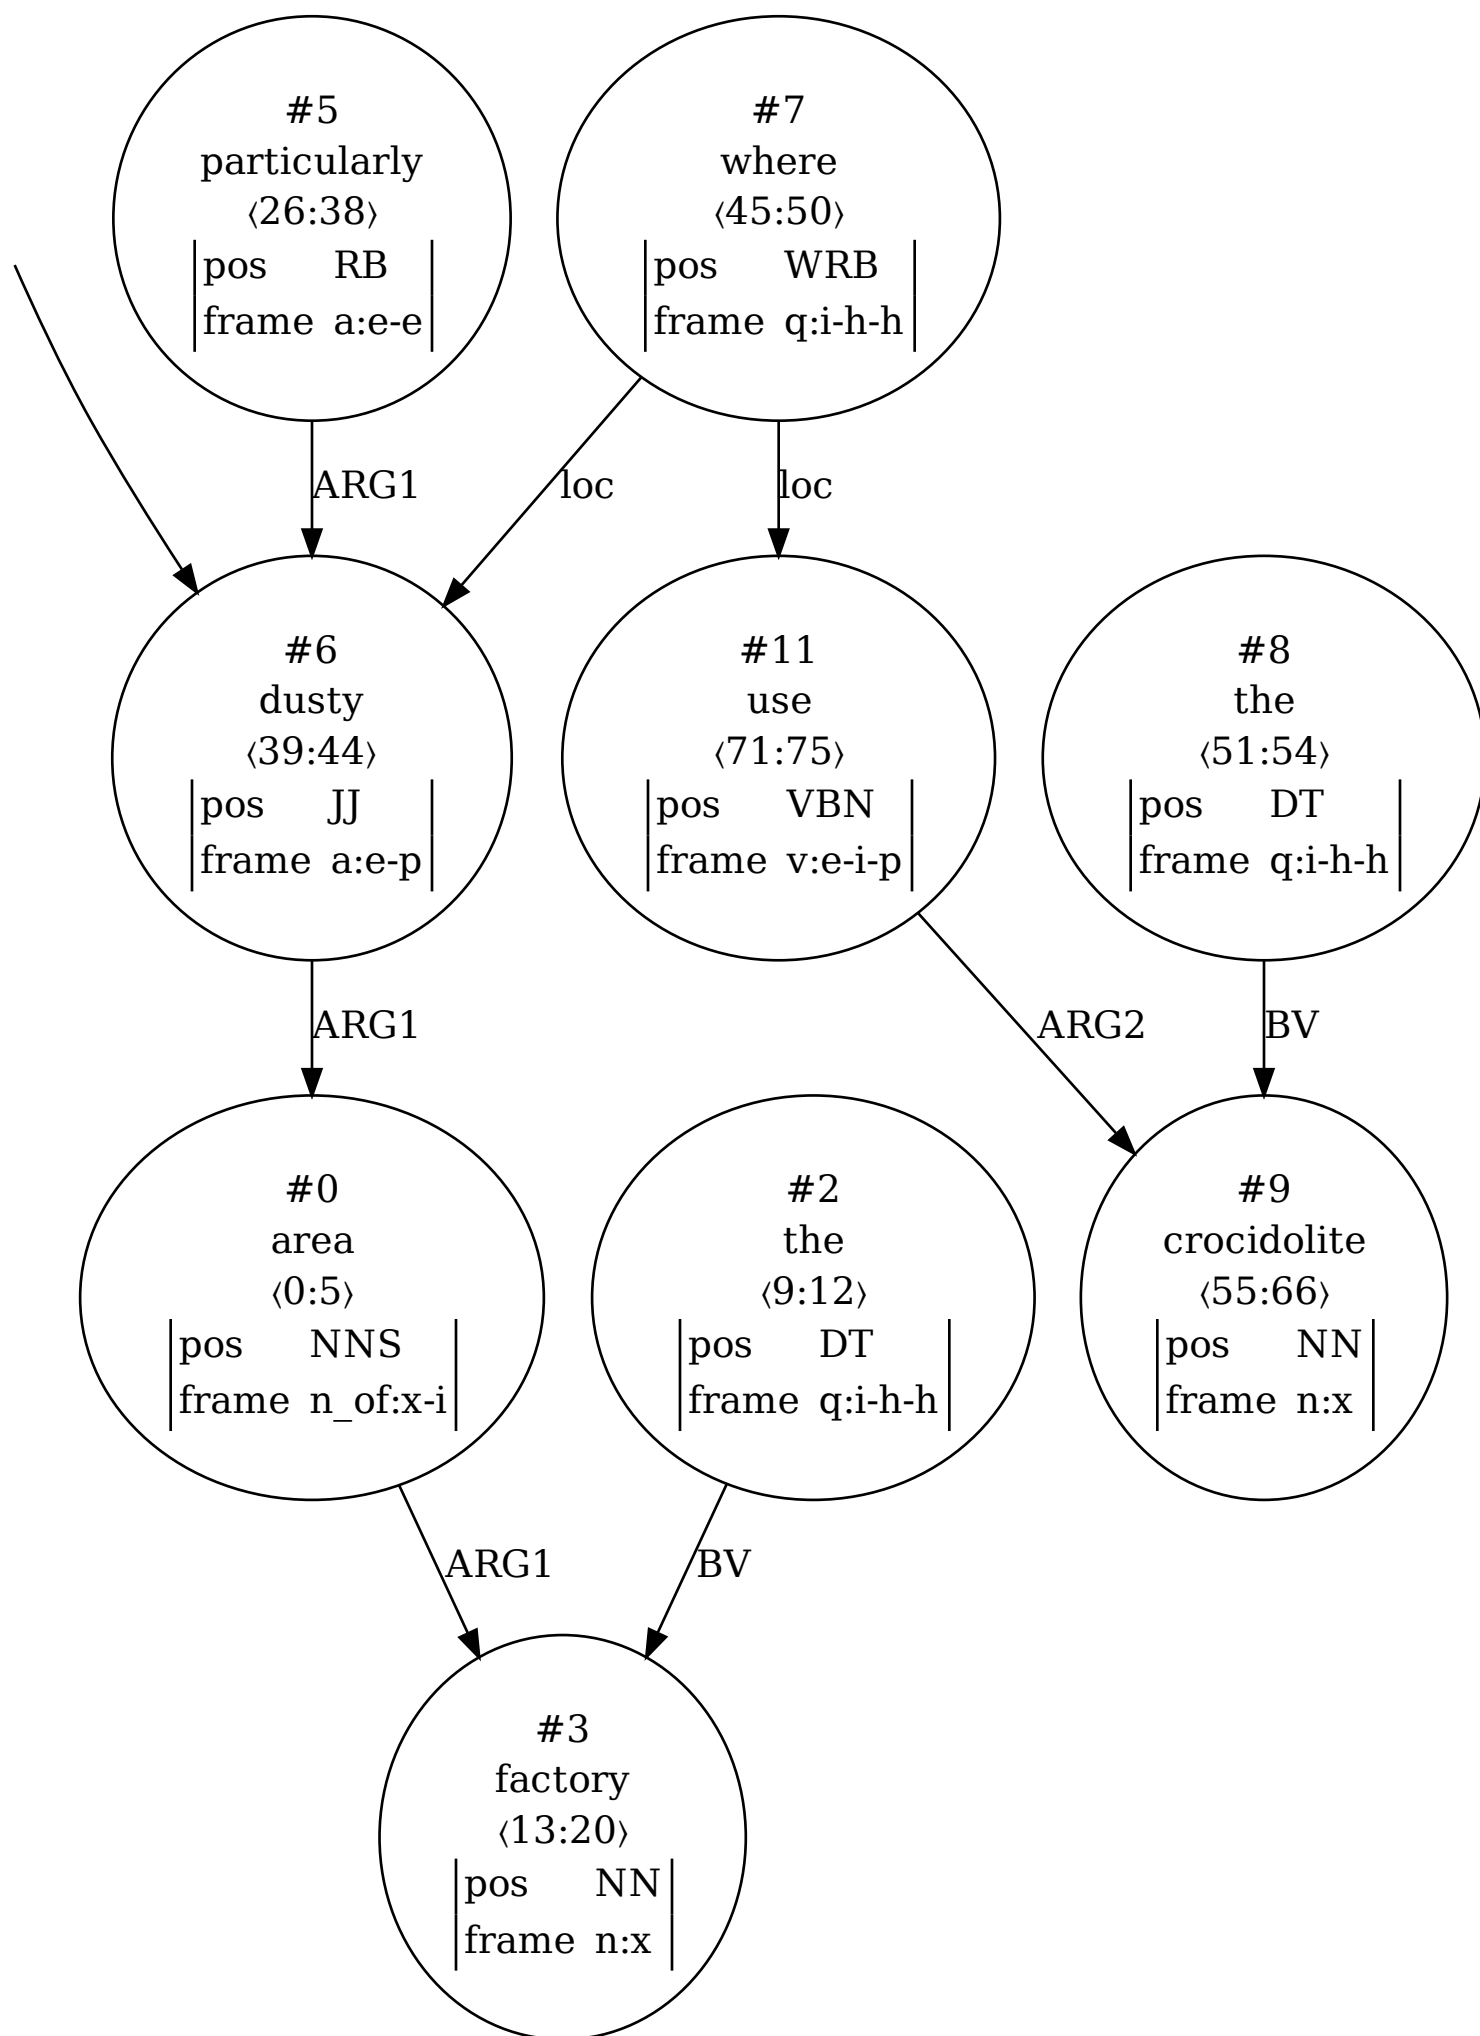 #5
particularly
⟨26:38⟩
pos RB
frame a:e-e
#7
where
⟨45:50⟩
pos WRB
frame q:i-h-h
ARG1
loc
loc
#6
dusty
⟨39:44⟩
pos JJ
frame a:e-p
#11
use
⟨71:75⟩
pos VBN
frame v:e-i-p
#8
the
⟨51:54⟩
pos DT
frame q:i-h-h
ARG1
ARG2
BV
#0
area
⟨0:5⟩
pos NNS
frame n_of:x-i
#2
the
⟨9:12⟩
pos DT
frame q:i-h-h
#9
crocidolite
⟨55:66⟩
pos NN
frame n:x
ARG1
BV
#3
factory
⟨13:20⟩
pos NN
frame n:x